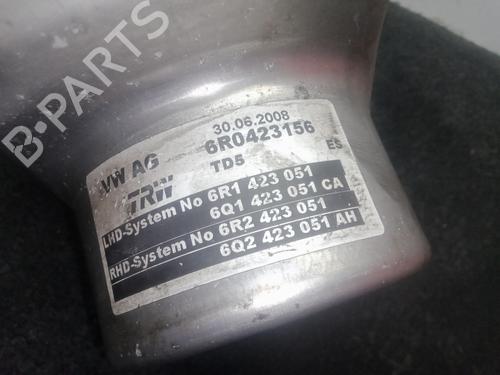 30.06.2008
VW AG 6R0423156
TRW TD5 ES
LHD-System No 6R1 423 051
6Q1 423 051 CA
RHD-System No 6R2 423 051
6Q2 423 051 AH
B-PARTS